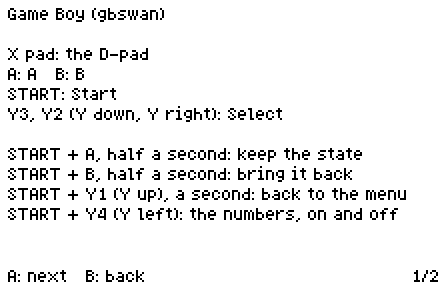 Game Boy (gbswan)
X pad: the D-pad
A: A  B: B
START: Start
Y3, Y2 (Y down, Y right): Select
START + A, half a second: keep the state
START + B, half a second: bring it back
START + Y1 (Y up), a second: back to the menu
START + Y4 (Y left): the numbers, on and off
A: next  B: back 1/2